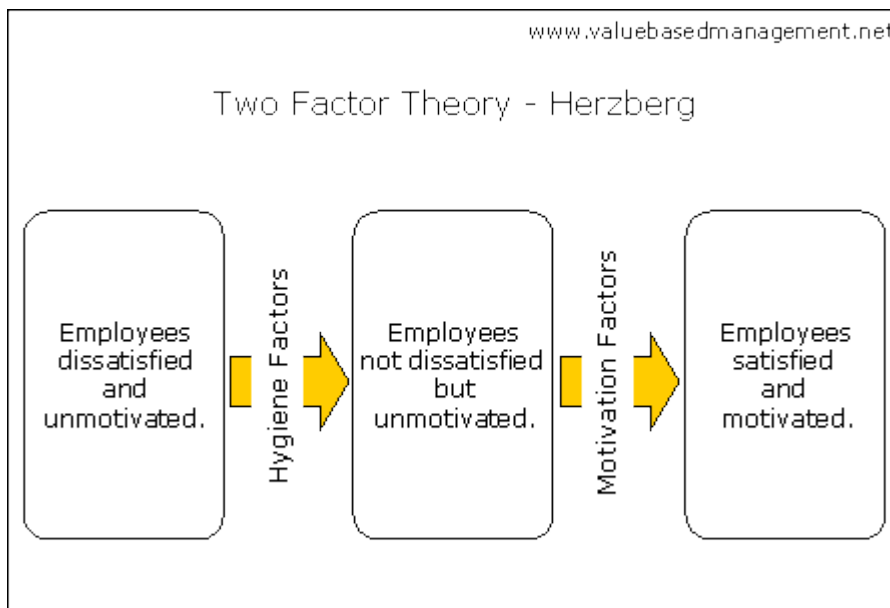 www.valuebasedmanagement.net
Two Factor Theory - Herzberg
Employees
dissatisfied
and
unmotivated.
Hygiene Factors
Employees
not dissatisfied
but
unmotivated.
Motivation Factors
Employees
satisfied
and
motivated.